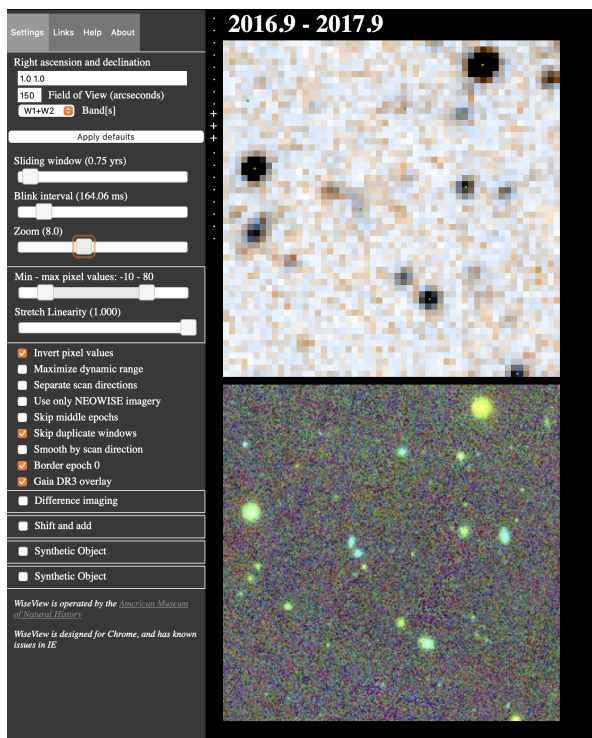 2016.9 - 2017.9
Settings Links Help About
Right ascension and declination
1.0 1.0
150 Field of View (arcseconds)
W1+W2 Band[s]
Apply defaults
Sliding window (0.75 yrs)
Blink interval (164.06 ms)
Zoom (8.0)
Min - max pixel values: -10 - 80
Stretch Linearity (1.000)
Invert pixel values
Maximize dynamic range
Separate scan directions
Use only NEOWISE imagery
Skip middle epochs
Skip duplicate windows
Smooth by scan direction
Border epoch 0
Gaia DR3 overlay
Difference imaging
Shift and add
Synthetic Object
Synthetic Object
WiseView is operated by the American Museum
of Natural History
WiseView is designed for Chrome, and has known
issues in IE